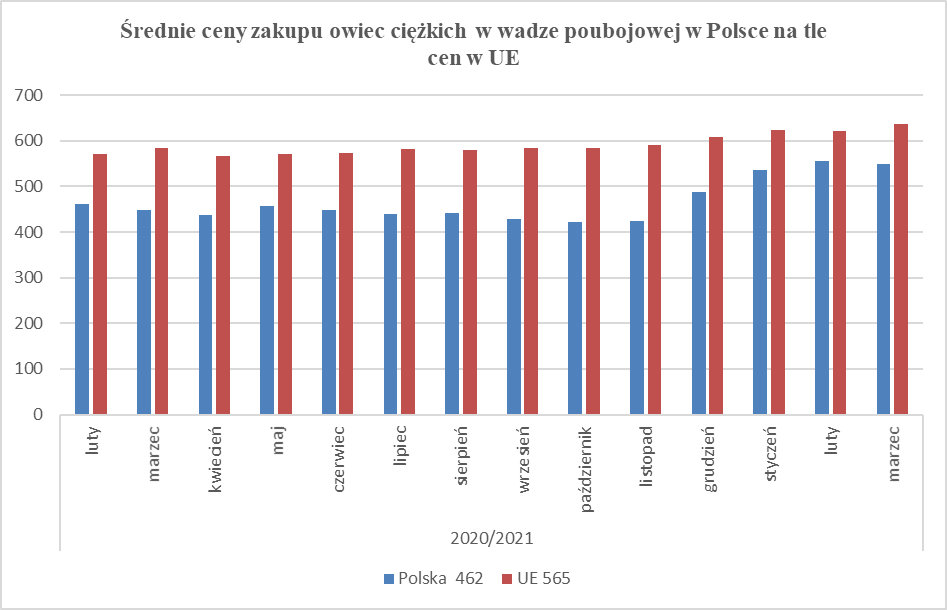 Średnie ceny zakupu owiec ciężkich w wadze poubojowej w Polsce na tle
cen w UE
700
600
500
400
300
200
100
0
luty
marzec
kwiecień
maj
czerwiec
lipiec
sierpień
wrzesień
październik
listopad
grudzień
styczeń
luty
marzec
2020/2021
Polska 462
UE 565